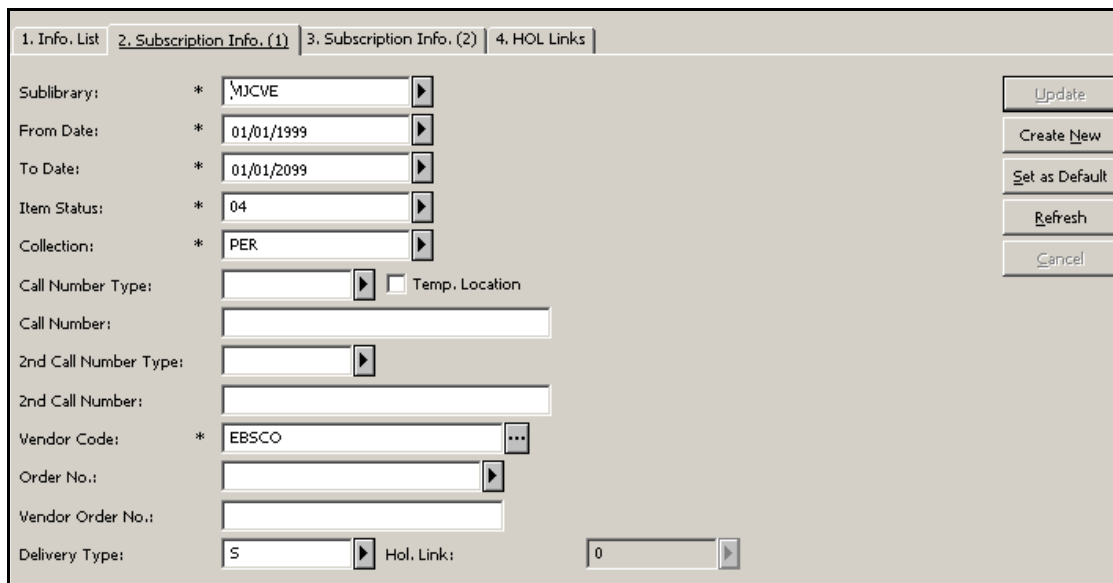 1. Info. List 2. Subscription Info. (1) 3. Subscription Info. (2) 4. HOL Links
Sublibrary: * MJCVE
Update
From Date: * 01/01/1999
Create New
To Date: * 01/01/2099
Set as Default
Item Status: * 04
Refresh
Collection: * PER
Cancel
Call Number Type: Temp. Location
Call Number:
2nd Call Number Type:
2nd Call Number:
Vendor Code: * EBSCO ...
Order No.:
Vendor Order No.:
Delivery Type: S Hol. Link: 0